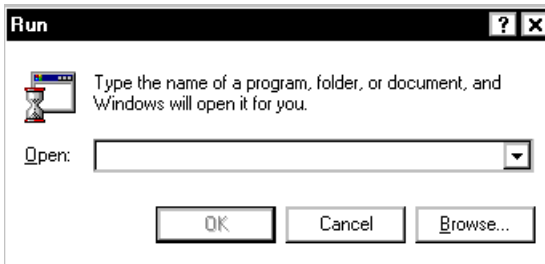 Run
Type the name of a program, folder, or document, and
Windows will open it for you.
Open:
OK
Cancel
Browse...